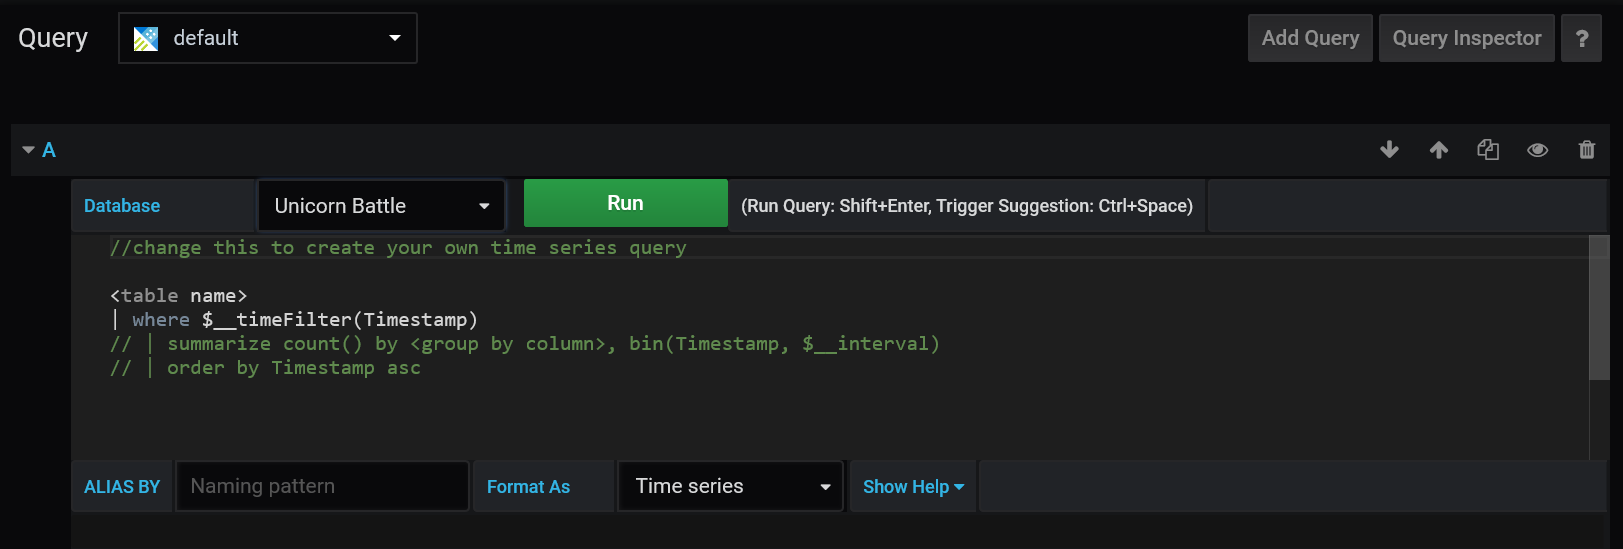 Query default Add Query Query Inspector ?
A
Database Unicorn Battle Run (Run Query: Shift+Enter, Trigger Suggestion: Ctrl+Space)
//change this to create your own time series query
<table name>
| where $__timeFilter(Timestamp)
// | summarize count() by <group by column>, bin(Timestamp, $__interval)
// | order by Timestamp asc
ALIAS BY Naming pattern Format As Time series Show Help